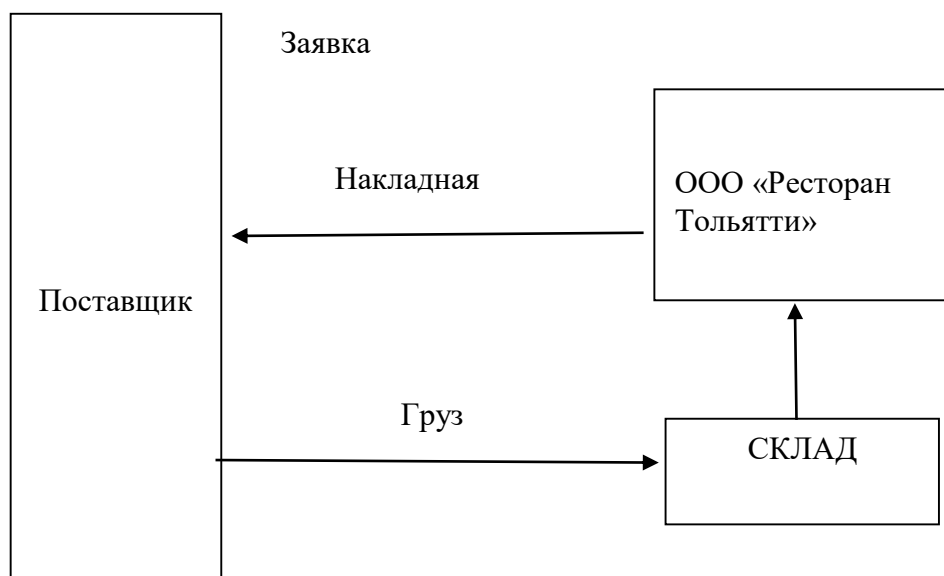 Заявка
Накладная
ООО «Ресторан
Тольятти»
Поставщик
Груз
СКЛАД